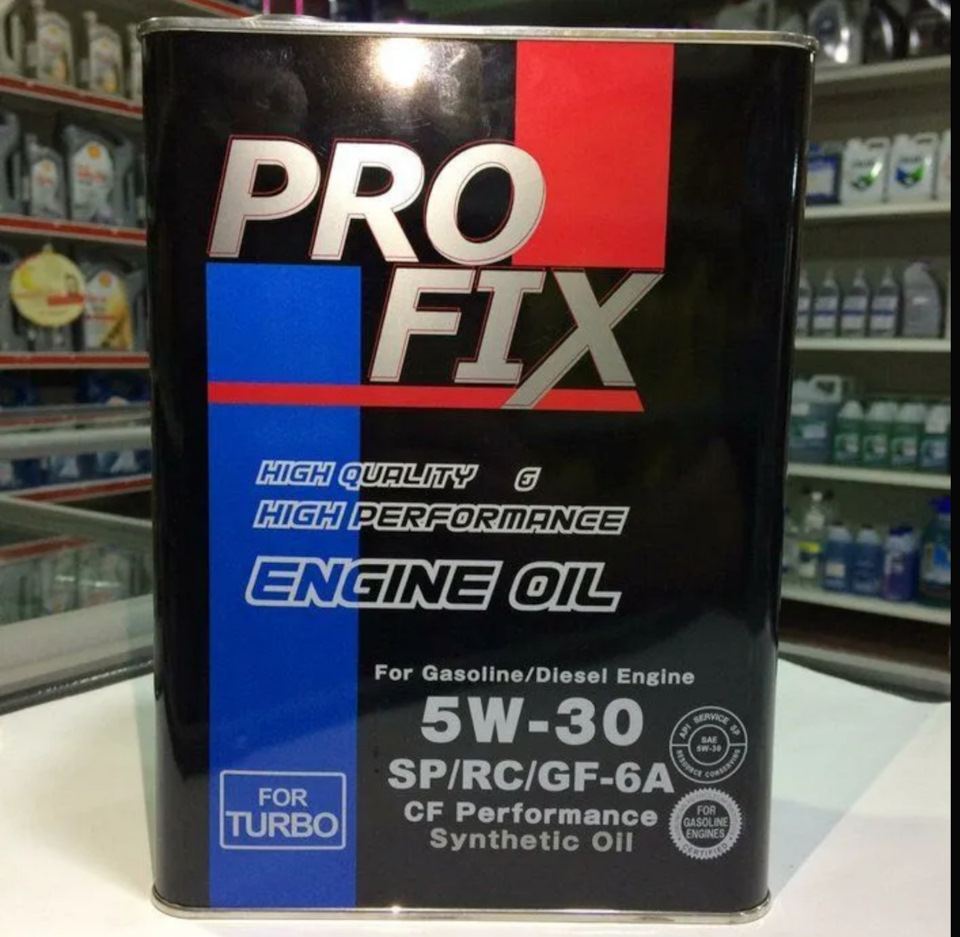 PRO
FIX
HIGH QUALITY &
HIGH PERFORMANCE
ENGINE OIL
For Gasoline/Diesel Engine
5W-30
SP/RC/GF-6A
CF Performance
Synthetic Oil
FOR
TURBO
API SERVICE SP
SAE
5W-30
RESOURCE CONSERVING
FOR
GASOLINE
ENGINES
CERTIFIED